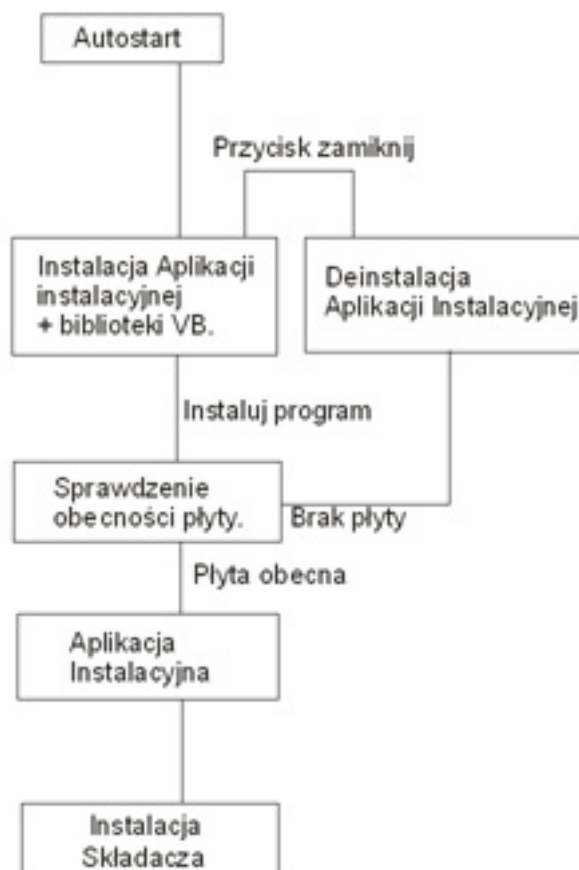 Autostart
Przycisk zamiknij
Instalacja Aplikacji
instalacyjnej
+ biblioteki VB.
Deinstalacja
Aplikacji Instalacyjnej
Instaluj program
Sprawdzenie
obecności płyty.
Brak płyty
Płyta obecna
Aplikacja
Instalacyjna
Instalacja
Składacza